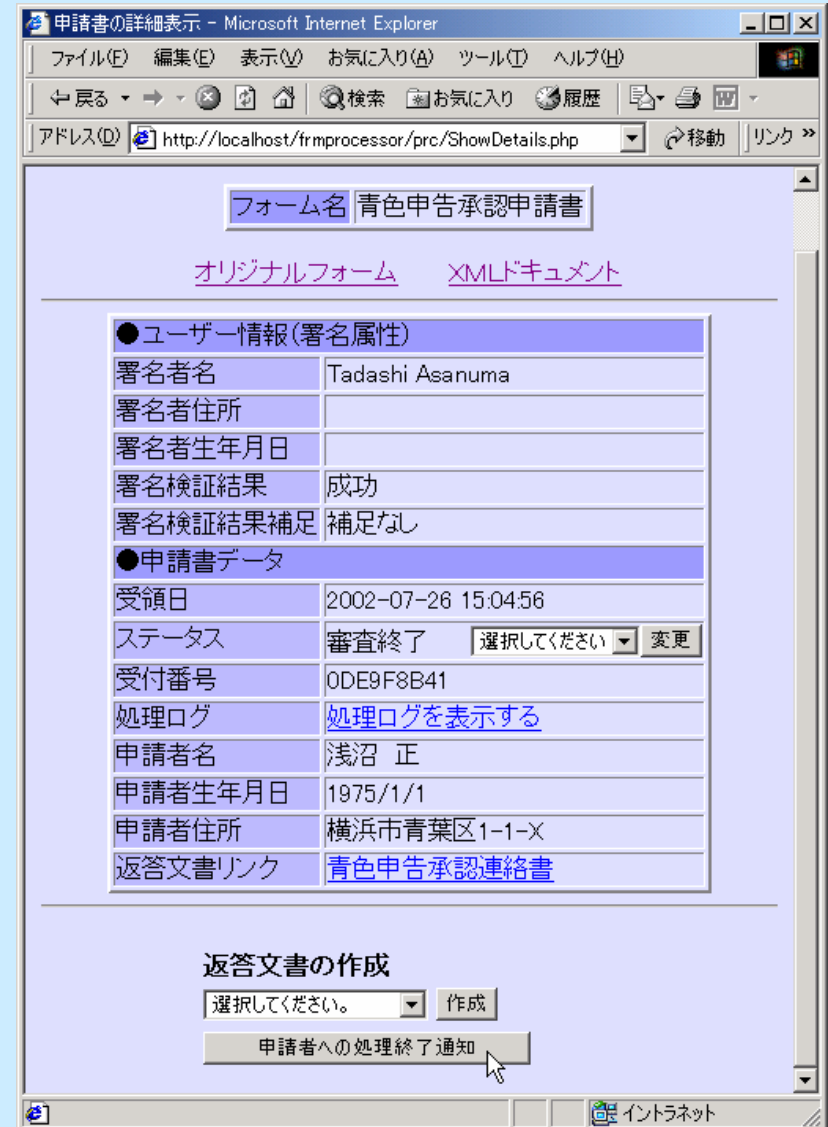 申請書の詳細表示 - Microsoft Internet Explorer
ファイル(F) 編集(E) 表示(V) お気に入り(A) ツール(T) ヘルプ(H)
戻る 検索 お気に入り 履歴
アドレス(D) http://localhost/frmprocessor/prc/ShowDetails.php 移動 リンク »
フォーム名 青色申告承認申請書
オリジナルフォーム XMLドキュメント
●ユーザー情報(署名属性)
署名者名 Tadashi Asanuma
署名者住所
署名者生年月日
署名検証結果 成功
署名検証結果補足 補足なし
●申請書データ
受領日 2002-07-26 15:04:56
ステータス 審査終了 選択してください 変更
受付番号 0DE9F8B41
処理ログ 処理ログを表示する
申請者名 浅沼 正
申請者生年月日 1975/1/1
申請者住所 横浜市青葉区1-1-X
返答文書リンク 青色申告承認連絡書
返答文書の作成
選択してください。 作成
申請者への処理終了通知
イントラネット